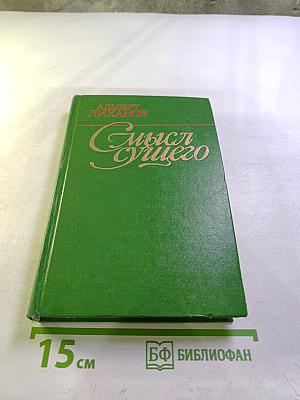 АЛЬБЕРТ
ЛИХАНОВ
Смысл
сущего
15 см
БФ БИБЛИОФАН